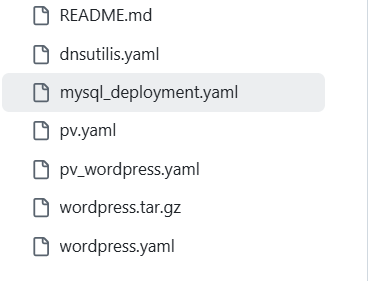 README.md
dnsutilis.yaml
mysql_deployment.yaml
pv.yaml
pv_wordpress.yaml
wordpress.tar.gz
wordpress.yaml